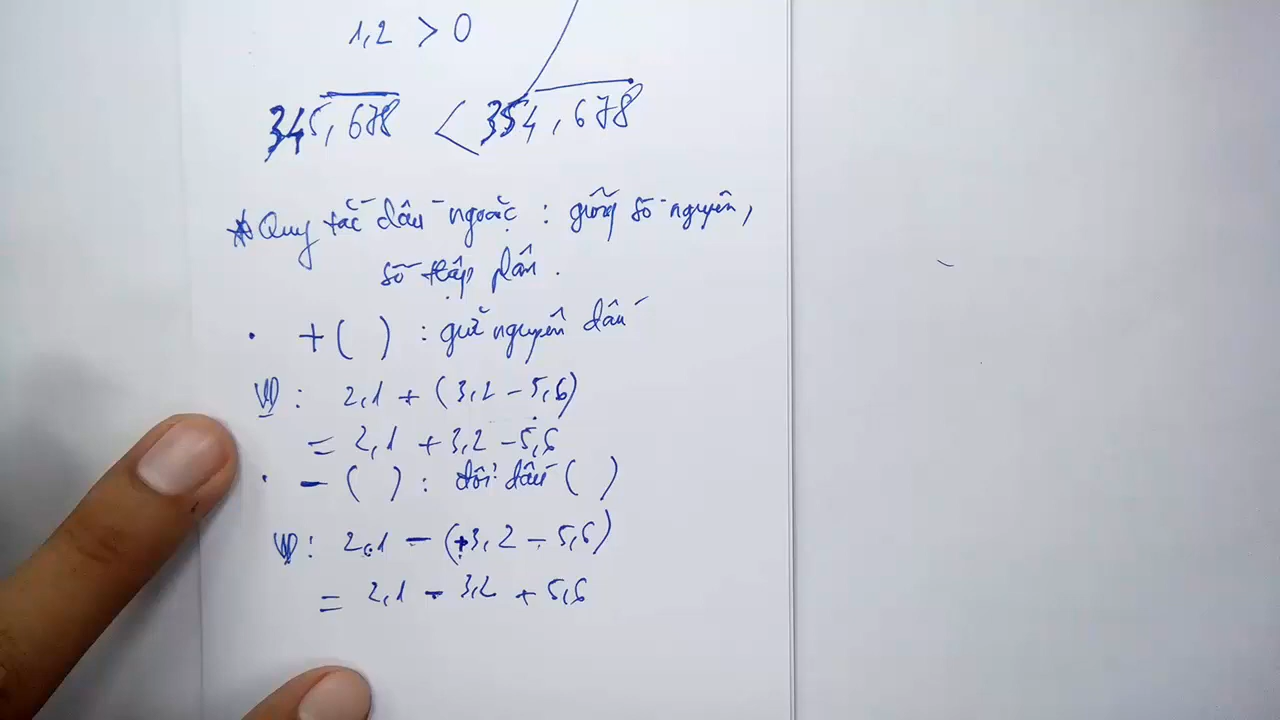 1,2 > 0
345,678 < 354,678
* Quy tắc dấu ngoặc : giống số nguyên,
số thập phân .
. + ( ) : giữ nguyên dấu
VD : 2,1 + (3,2 - 5,6)
= 2,1 + 3,2 - 5,6
. - ( ) : đổi dấu ( )
VD : 2,1 - (+3,2 - 5,6)
= 2,1 - 3,2 + 5,6